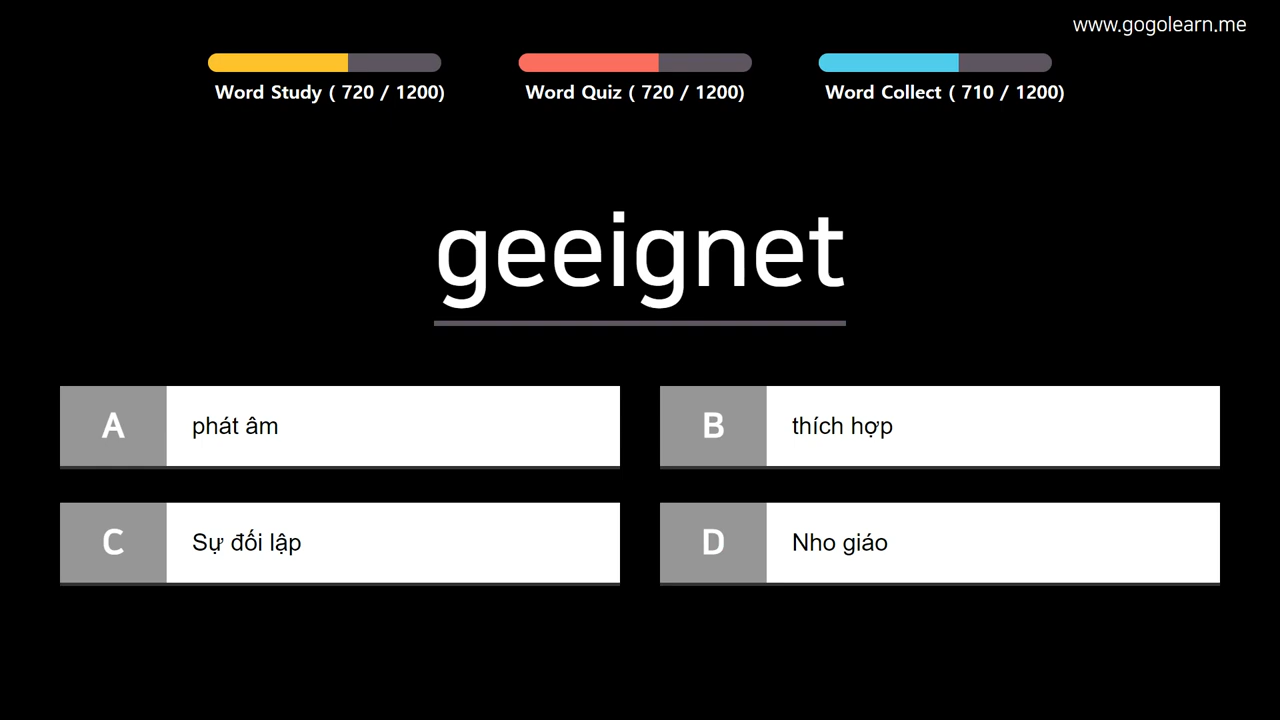 www.gogolearn.me
Word Study ( 720 / 1200)
Word Quiz ( 720 / 1200)
Word Collect ( 710 / 1200)
geeignet
A
phát âm
B
thích hợp
C
Sự đối lập
D
Nho giáo